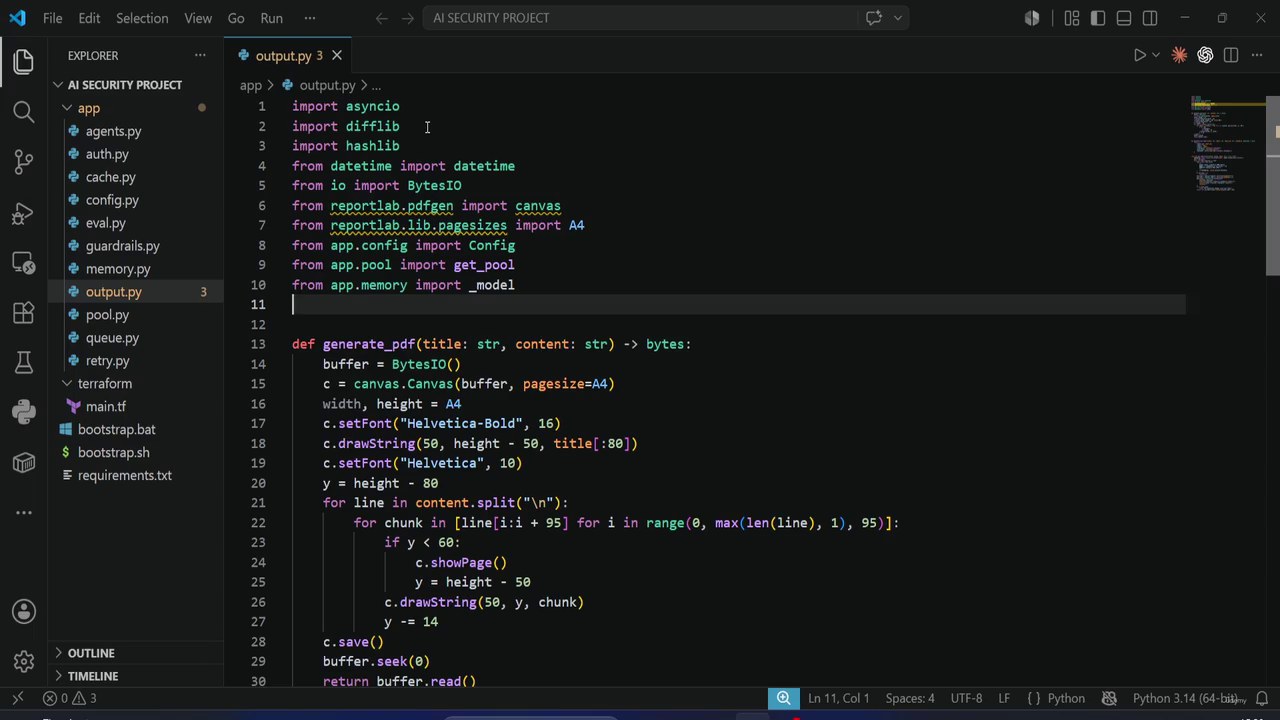 File Edit Selection View Go Run ··· AI SECURITY PROJECT
EXPLORER ···
AI SECURITY PROJECT
app
agents.py
auth.py
cache.py
config.py
eval.py
guardrails.py
memory.py
output.py 3
pool.py
queue.py
retry.py
terraform
main.tf
bootstrap.bat
$ bootstrap.sh
requirements.txt
OUTLINE
TIMELINE
output.py 3
app > output.py > ...
1 import asyncio
2 import difflib
3 import hashlib
4 from datetime import datetime
5 from io import BytesIO
6 from reportlab.pdfgen import canvas
7 from reportlab.lib.pagesizes import A4
8 from app.config import Config
9 from app.pool import get_pool
10 from app.memory import _model
11
12
13 def generate_pdf(title: str, content: str) -> bytes:
14     buffer = BytesIO()
15     c = canvas.Canvas(buffer, pagesize=A4)
16     width, height = A4
17     c.setFont("Helvetica-Bold", 16)
18     c.drawString(50, height - 50, title[:80])
19     c.setFont("Helvetica", 10)
20     y = height - 80
21     for line in content.split("\n"):
22         for chunk in [line[i:i + 95] for i in range(0, max(len(line), 1), 95)]:
23             if y < 60:
24                 c.showPage()
25                 y = height - 50
26             c.drawString(50, y, chunk)
27             y -= 14
28     c.save()
29     buffer.seek(0)
30     return buffer.read()
0 3 Ln 11, Col 1 Spaces: 4 UTF-8 LF { } Python Python 3.14 (64-bit)